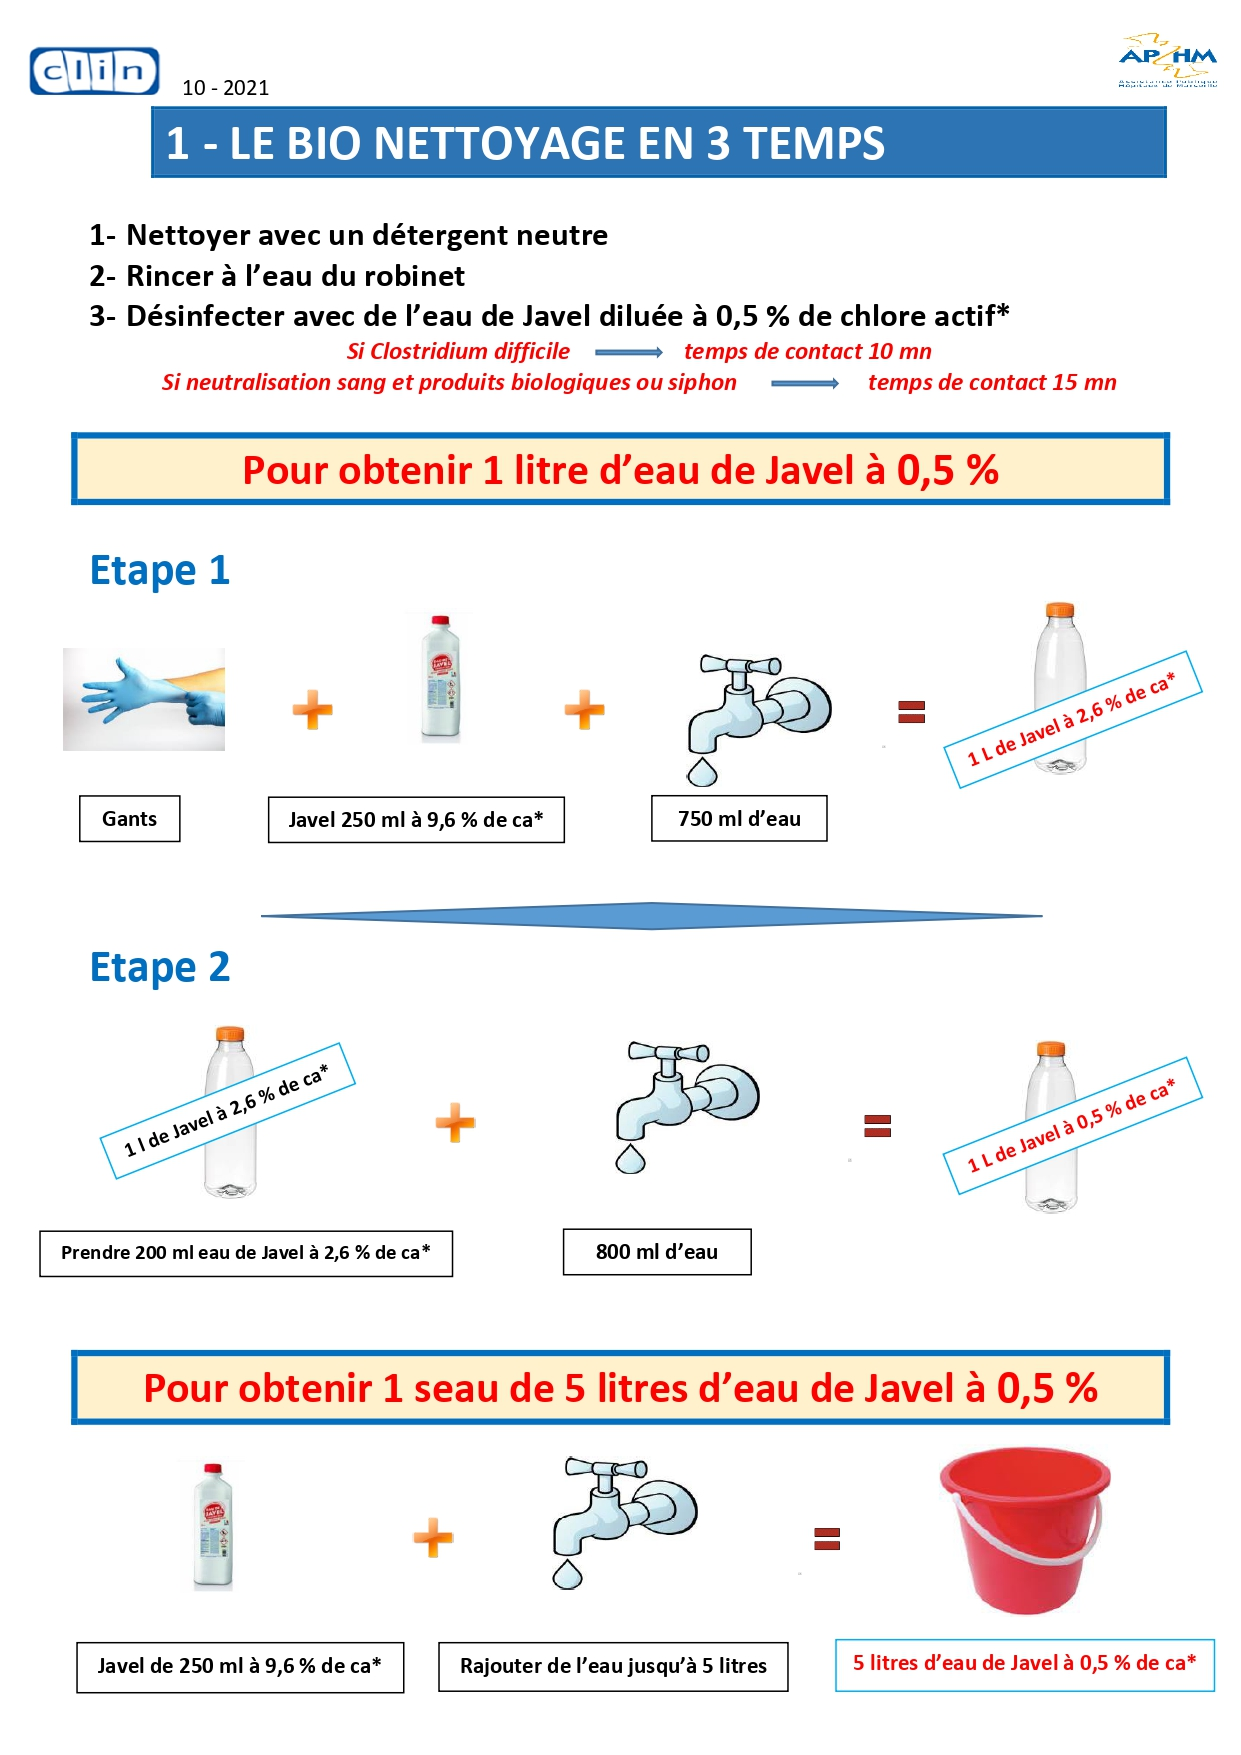 clin
10 - 2021
AP HM
Assistance Publique
Hôpitaux de Marseille
1 - LE BIO NETTOYAGE EN 3 TEMPS
1- Nettoyer avec un détergent neutre
2- Rincer à l’eau du robinet
3- Désinfecter avec de l’eau de Javel diluée à 0,5 % de chlore actif*
Si Clostridium difficile temps de contact 10 mn
Si neutralisation sang et produits biologiques ou siphon temps de contact 15 mn
Pour obtenir 1 litre d’eau de Javel à 0,5 %
Etape 1
JAVEL
1 L de Javel à 2,6 % de ca*
Gants
Javel 250 ml à 9,6 % de ca*
750 ml d’eau
Etape 2
1 l de Javel à 2,6 % de ca*
1 L de Javel à 0,5 % de ca*
Prendre 200 ml eau de Javel à 2,6 % de ca*
800 ml d’eau
Pour obtenir 1 seau de 5 litres d’eau de Javel à 0,5 %
JAVEL
Javel de 250 ml à 9,6 % de ca*
Rajouter de l’eau jusqu’à 5 litres
5 litres d’eau de Javel à 0,5 % de ca*